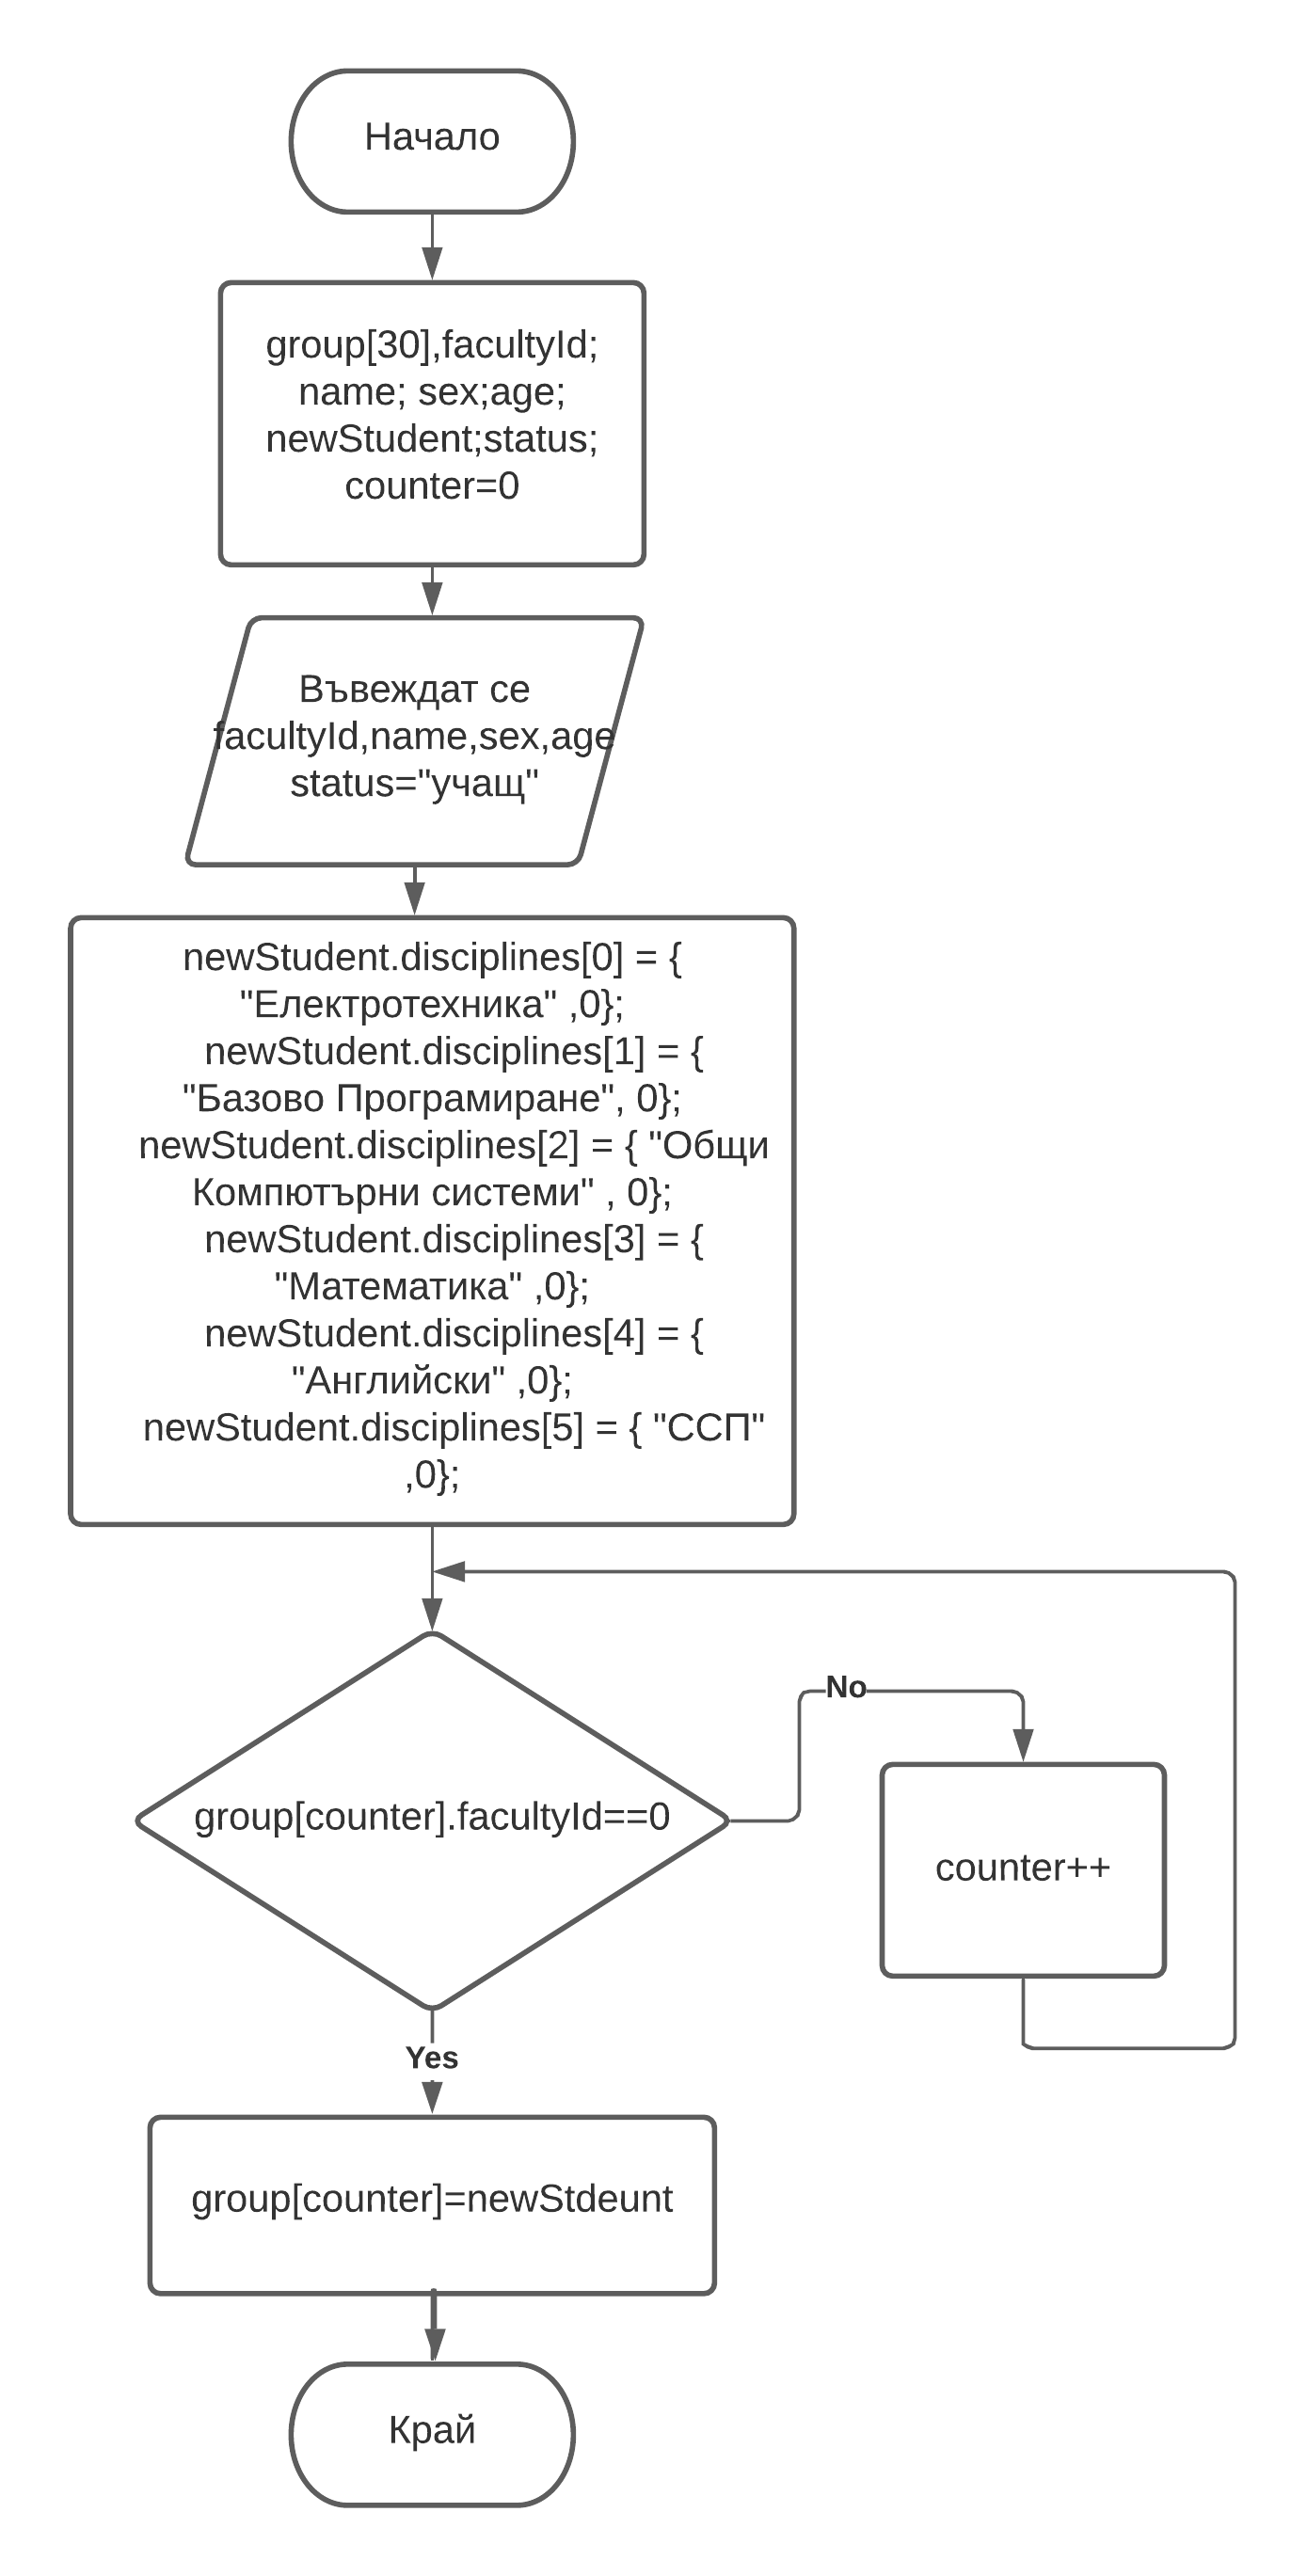 Начало
group[30],facultyId;
name; sex;age;
newStudent;status;
counter=0
Въвеждат се
facultyId,name,sex,age
status="учащ"
newStudent.disciplines[0] = {
"Електротехника" ,0};
newStudent.disciplines[1] = {
"Базово Програмиране", 0};
newStudent.disciplines[2] = { "Общи
Компютърни системи" , 0};
newStudent.disciplines[3] = {
"Математика" ,0};
newStudent.disciplines[4] = {
"Английски" ,0};
newStudent.disciplines[5] = { "ССП"
,0};
No
group[counter].facultyId==0
counter++
Yes
group[counter]=newStdeunt
Край